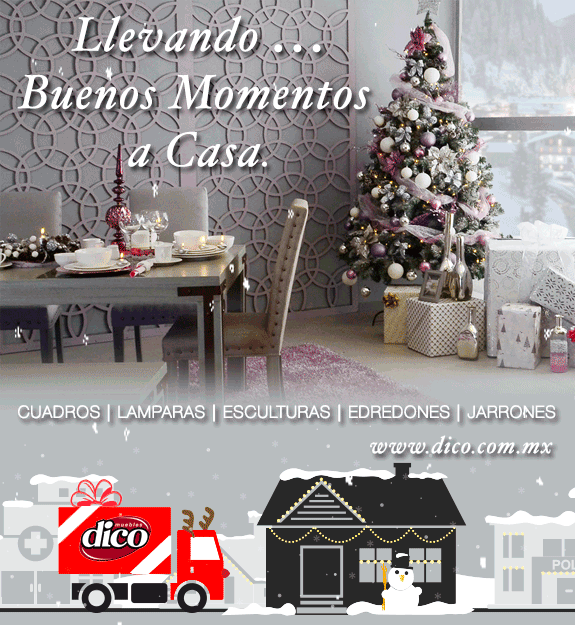 Llevando ...
Buenos Momentos
a Casa.
CUADROS | LAMPARAS | ESCULTURAS | EDREDONES | JARRONES
www.dico.com.mx
muebles
dico
POL